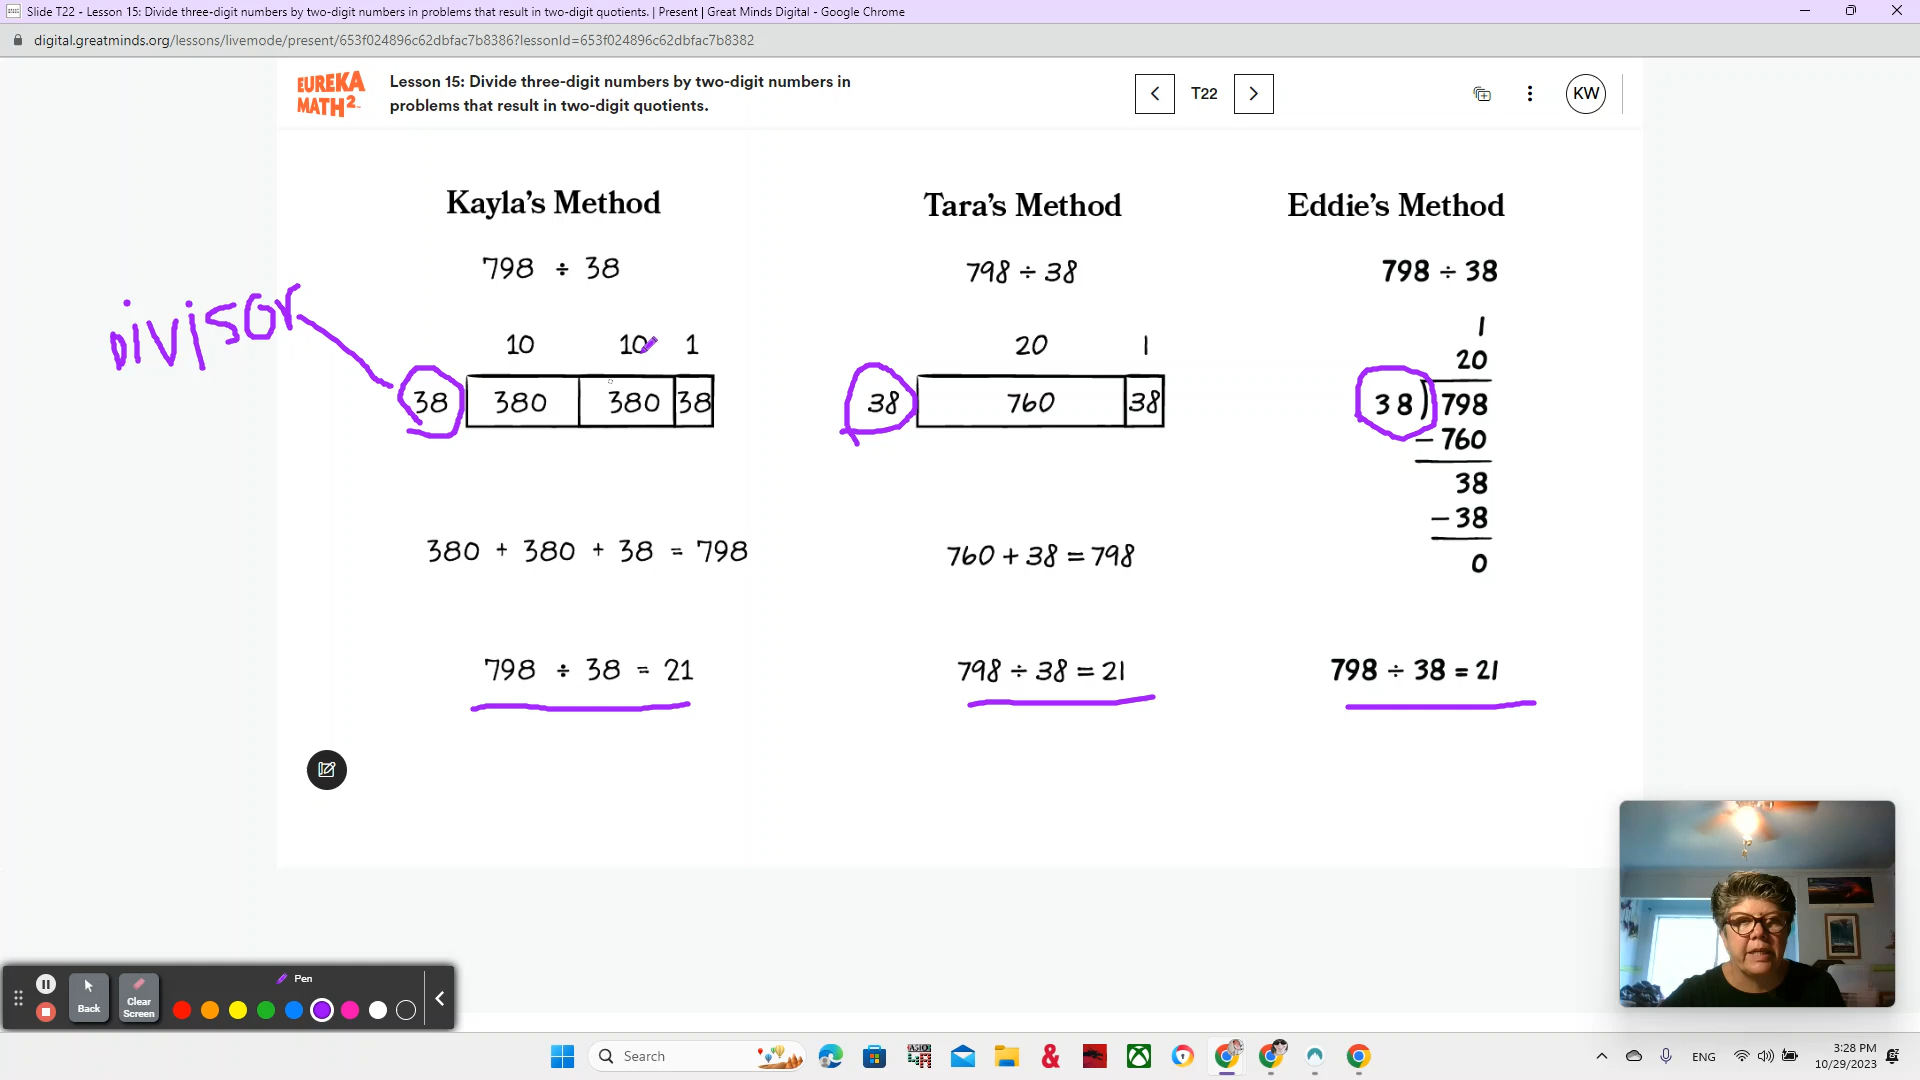 Slide T22 - Lesson 15: Divide three-digit numbers by two-digit numbers in problems that result in two-digit quotients. | Present | Great Minds Digital - Google Chrome
digital.greatminds.org/lessons/livemode/present/653f024896c62dbfac7b8386?lessonId=653f024896c62dbfac7b8382
EUREKA MATH²
Lesson 15: Divide three-digit numbers by two-digit numbers in
problems that result in two-digit quotients.
T22
KW
Kayla's Method
798 ÷ 38
Divisor
10 10 1
38 380 380 38
380 + 380 + 38 = 798
798 ÷ 38 = 21
Tara's Method
798 ÷ 38
20 1
38 760 38
760 + 38 = 798
798 ÷ 38 = 21
Eddie's Method
798 ÷ 38
1
20
38 ) 798
- 760
38
- 38
0
798 ÷ 38 = 21
Pen
Back
Clear
Screen
Search
ENG
3:28 PM
10/29/2023